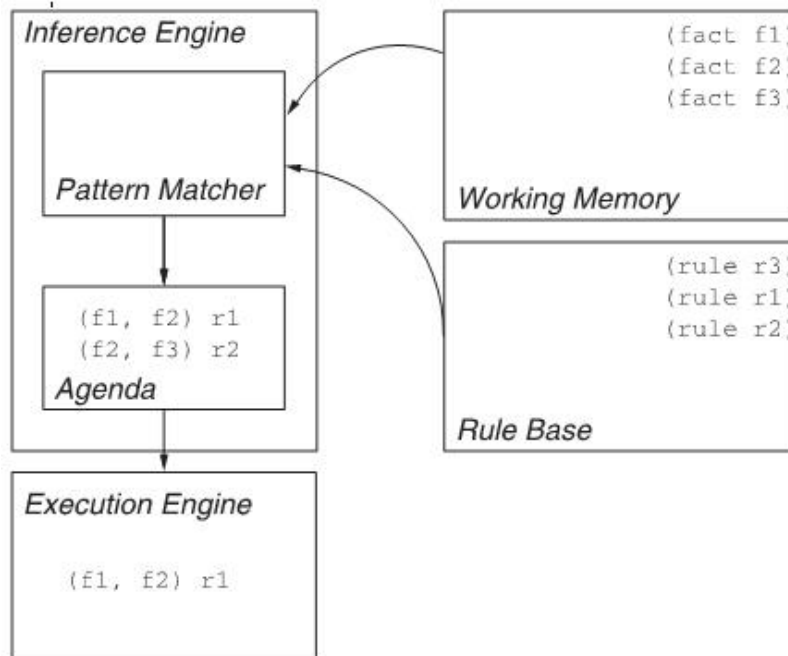 Inference Engine
Pattern Matcher
(f1, f2) r1
(f2, f3) r2
Agenda
Execution Engine
(f1, f2) r1
(fact f1)
(fact f2)
(fact f3)
Working Memory
(rule r3)
(rule r1)
(rule r2)
Rule Base